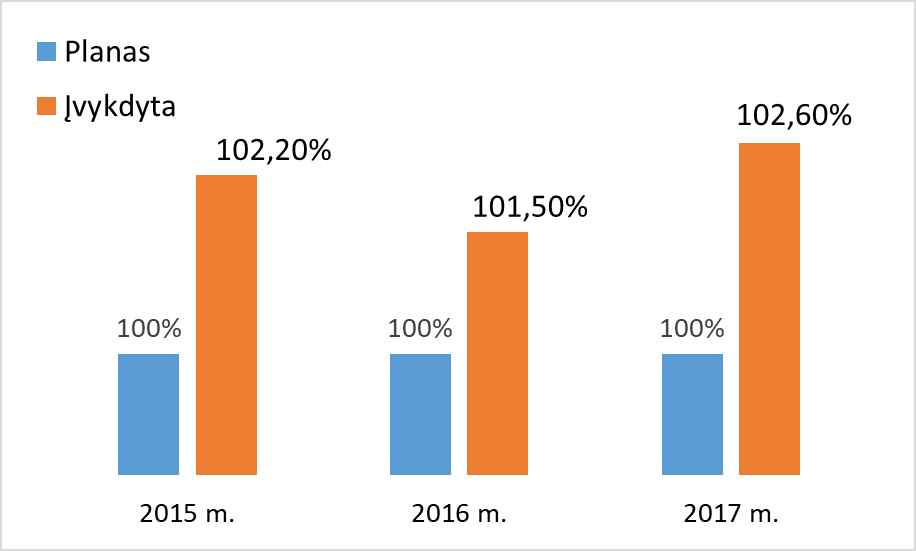 Planas
Įvykdyta
102,20%
101,50%
102,60%
100%
100%
100%
2015 m.
2016 m.
2017 m.